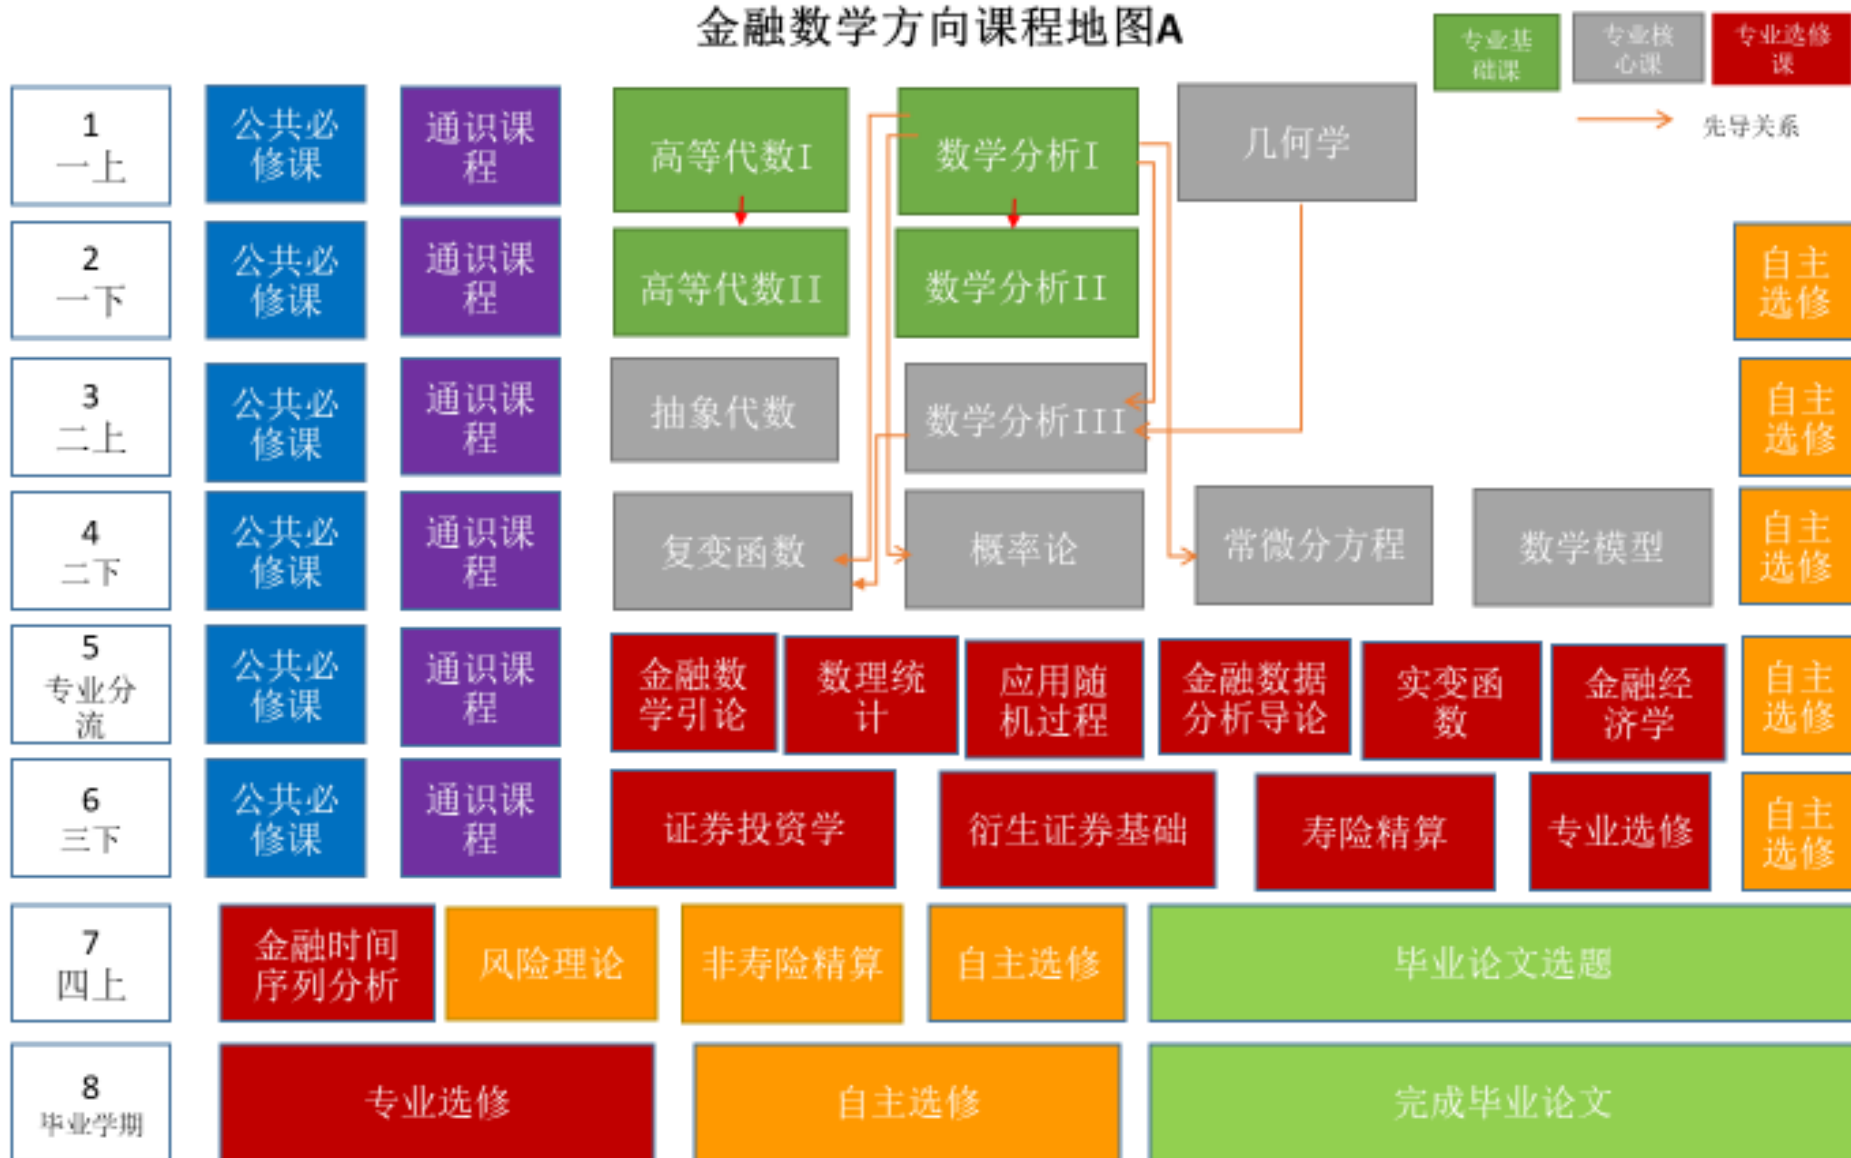 金融数学方向课程地图A
专业基
础课
专业核
心课
专业选修
课
先导关系
1
一上
公共必
修课
通识课
程
高等代数I
数学分析I
几何学
2
一下
公共必
修课
通识课
程
高等代数II
数学分析II
自主
选修
3
二上
公共必
修课
通识课
程
抽象代数
数学分析III
自主
选修
4
二下
公共必
修课
通识课
程
复变函数
概率论
常微分方程
数学模型
自主
选修
5
专业分
流
公共必
修课
通识课
程
金融数
学引论
数理统
计
应用随
机过程
金融数据
分析导论
实变函
数
金融经
济学
自主
选修
6
三下
公共必
修课
通识课
程
证券投资学
衍生证券基础
寿险精算
专业选修
自主
选修
7
四上
金融时间
序列分析
风险理论
非寿险精算
自主选修
毕业论文选题
8
毕业学期
专业选修
自主选修
完成毕业论文